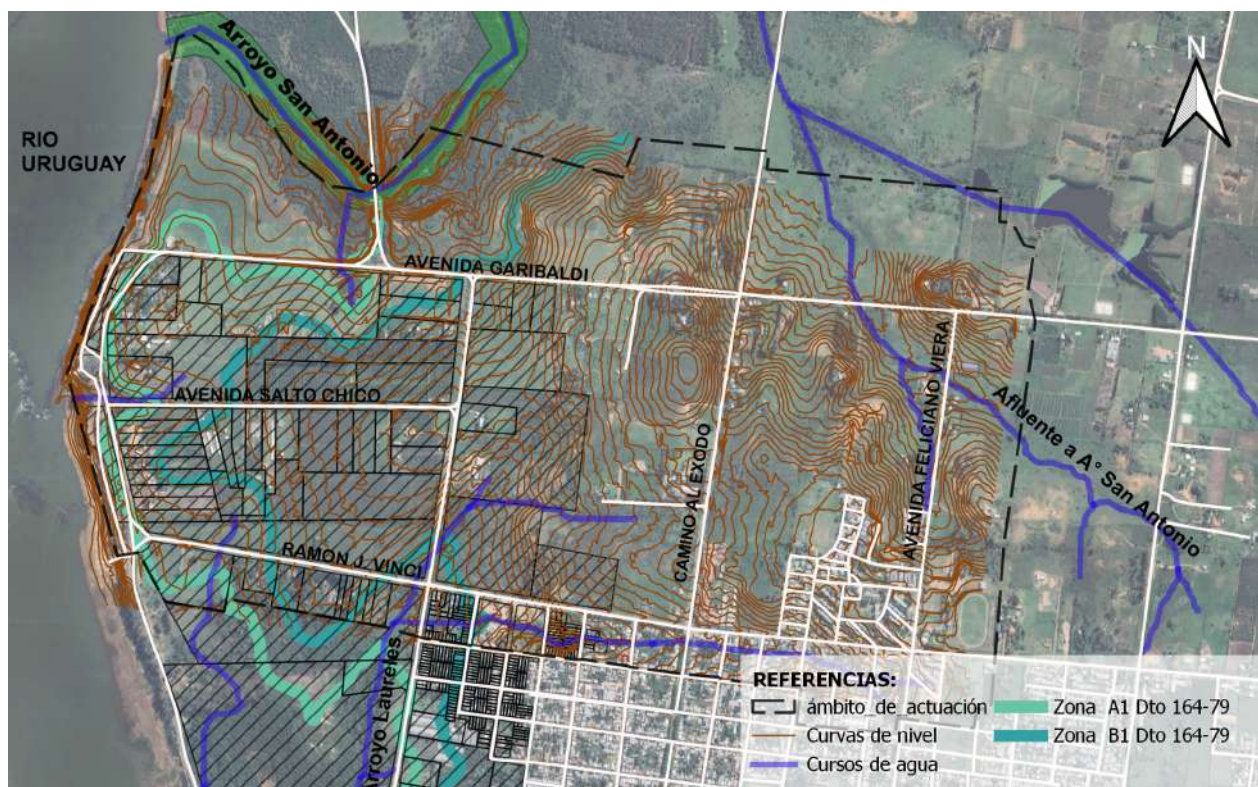 Arroyo San Antonio
N
RIO
URUGUAY
AVENIDA GARIBALDI
AVENIDA SALTO CHICO
AVENIDA FELICIANO VIERA
CAMINO AL EXODO
Afluente a A° San Antonio
RAMON J. VINCI
Arroyo Laureles
REFERENCIAS:
ámbito_de_actuación
Zona A1 Dto 164-79
Curvas de nivel
Zona B1 Dto 164-79
Cursos de agua